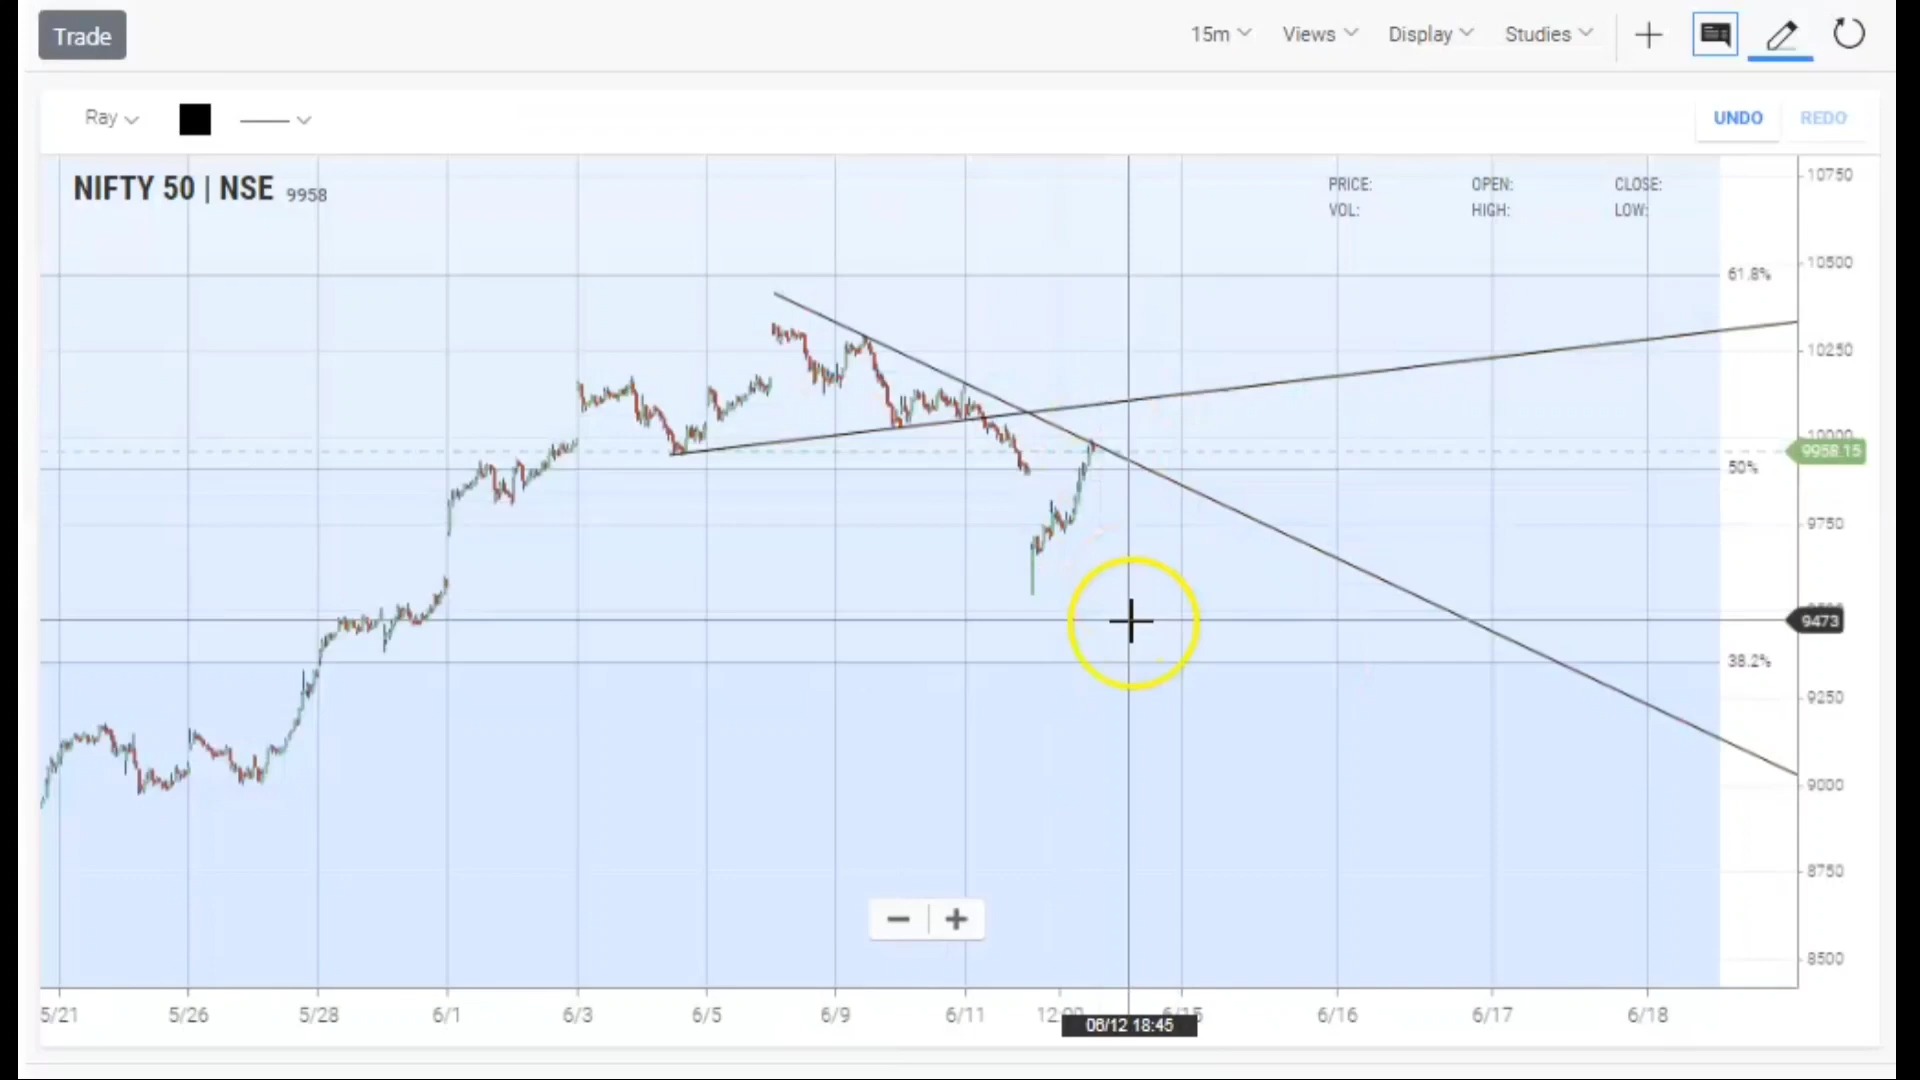 Trade
15m Views Display Studies
Ray
UNDO REDO
NIFTY 50 | NSE 9958
PRICE: OPEN: CLOSE:
VOL: HIGH: LOW:
10750
61.8%
10500
10250
10000
9958.15
50%
9750
9473
38.2%
9250
9000
8750
8500
5/21 5/26 5/28 6/1 6/3 6/5 6/9 6/11 6/15 6/16 6/17 6/18
06/12 18:45